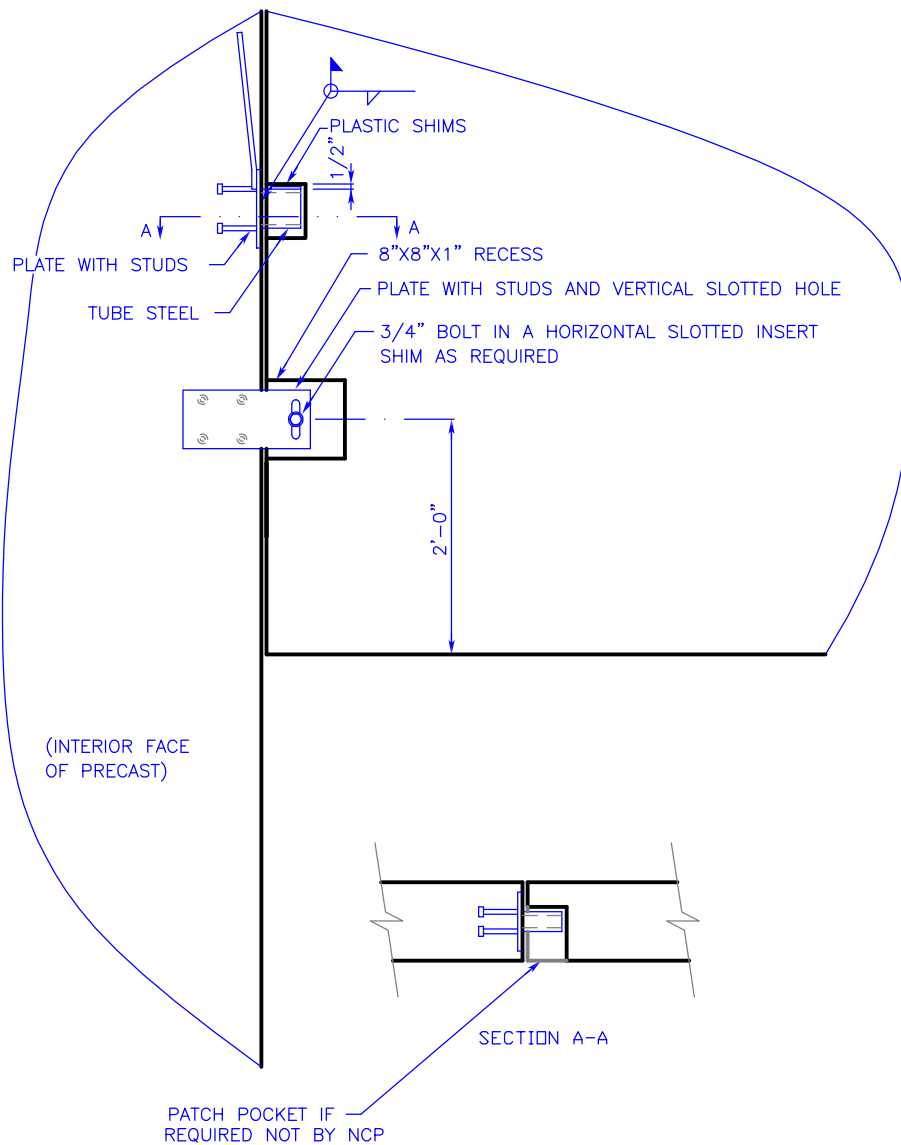 PLASTIC SHIMS
1/2"
A
A
PLATE WITH STUDS
8"X8"X1" RECESS
PLATE WITH STUDS AND VERTICAL SLOTTED HOLE
TUBE STEEL
3/4" BOLT IN A HORIZONTAL SLOTTED INSERT
SHIM AS REQUIRED
2'-0"
(INTERIOR FACE
OF PRECAST)
SECTION A-A
PATCH POCKET IF
REQUIRED NOT BY NCP